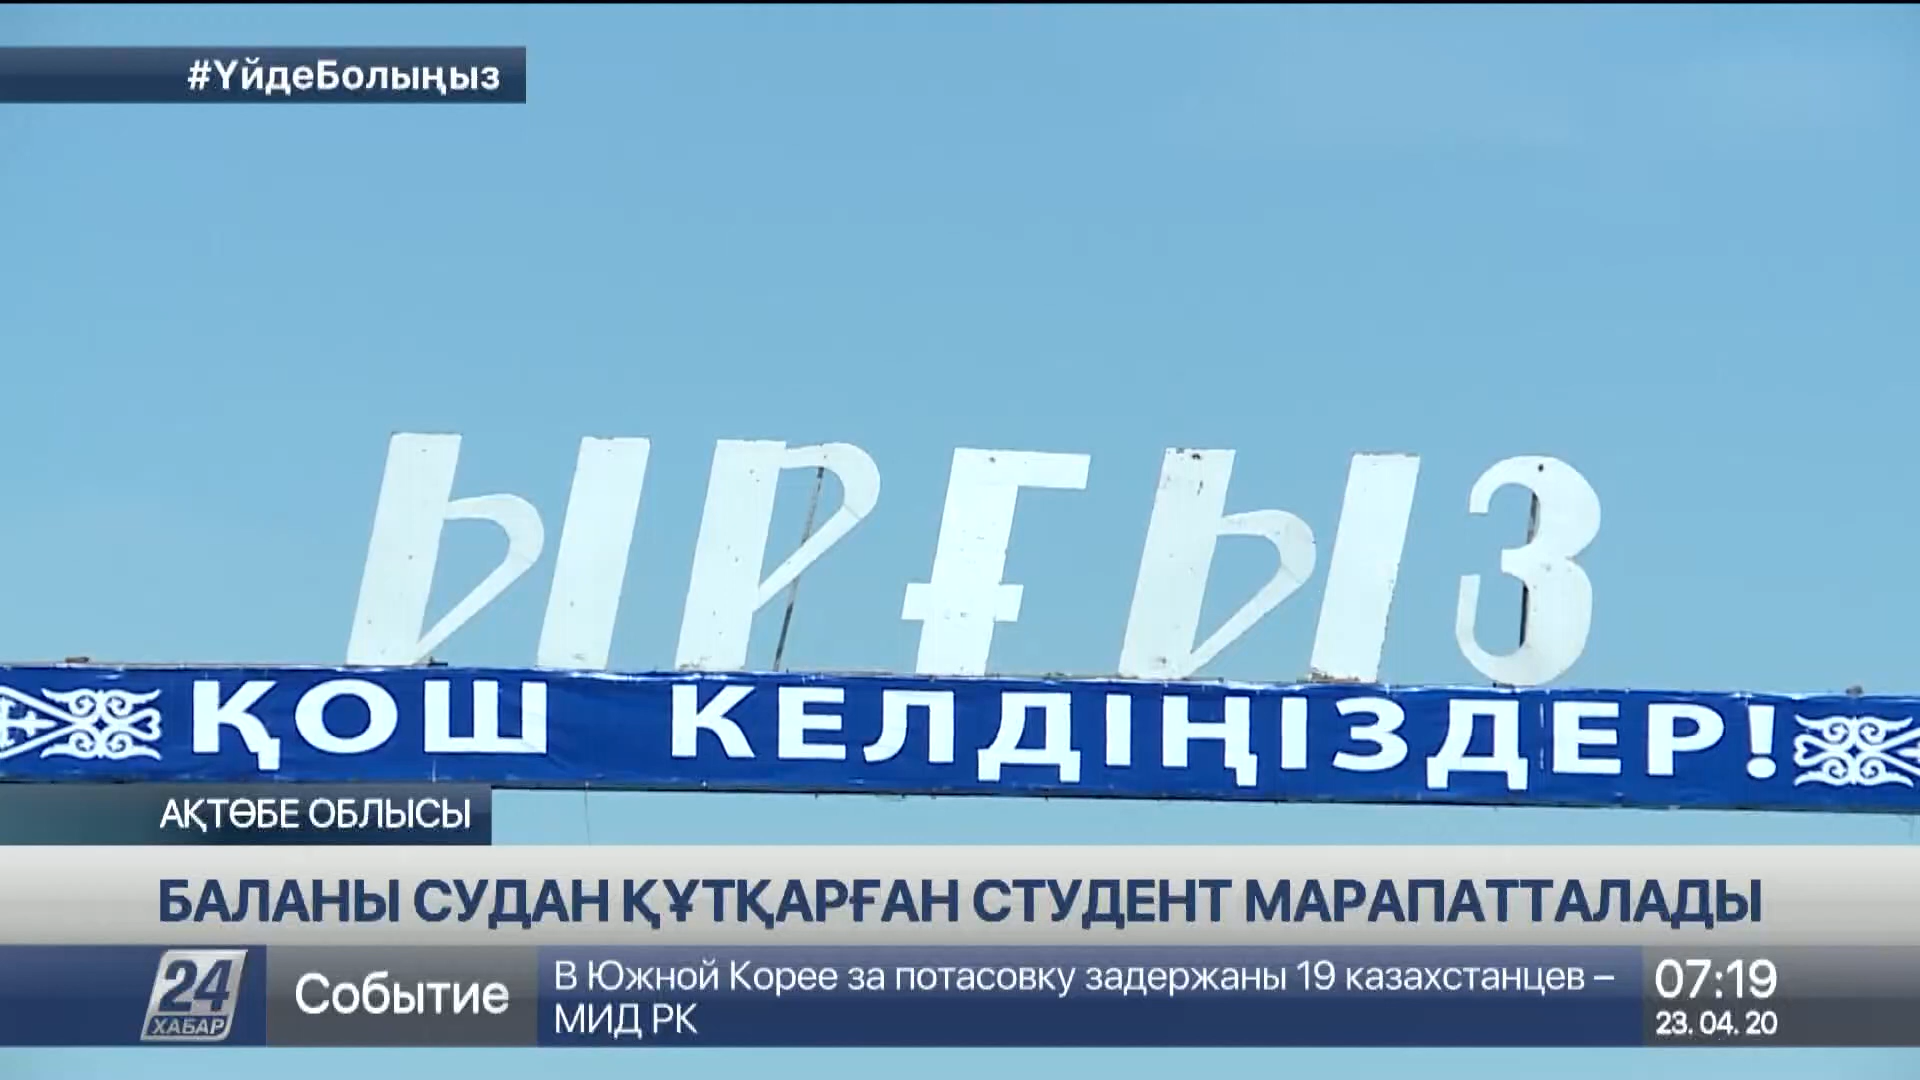 #ҮйдеБолыңыз
ЫРҒЫЗ
ҚОШ КЕЛДІҢІЗДЕР!
АҚТӨБЕ ОБЛЫСЫ
БАЛАНЫ СУДАН ҚҰТҚАРҒАН СТУДЕНТ МАРАПАТТАЛАДЫ
24
ХАБАР
Событие
В Южной Корее за потасовку задержаны 19 казахстанцев –
МИД РК
07:19
23. 04. 20